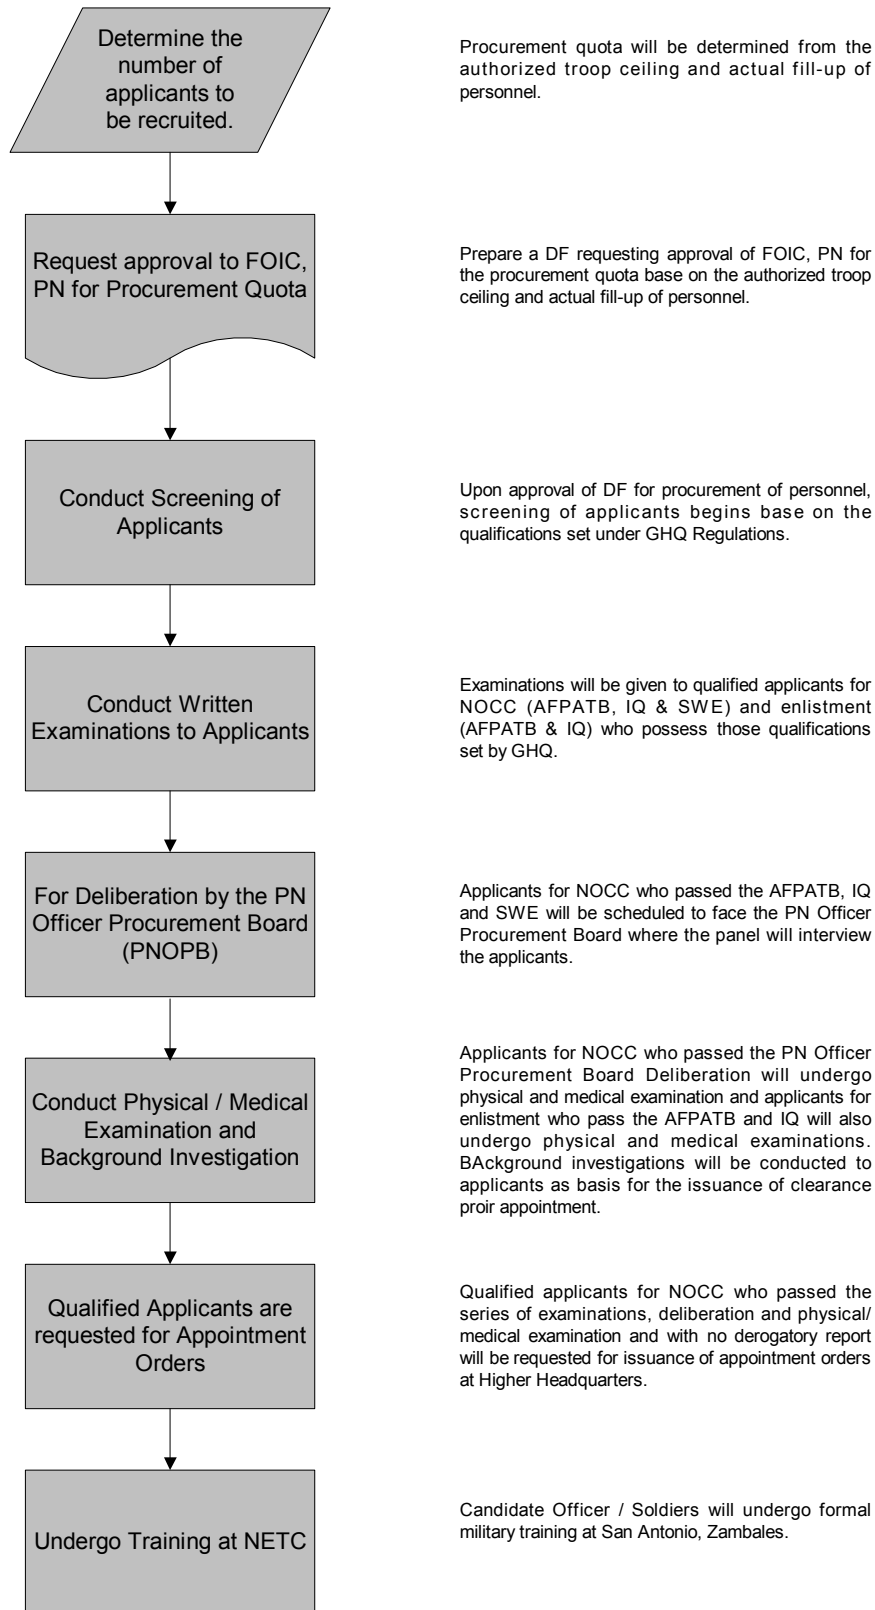 Determine the
number of
applicants to
be recruited.
Procurement quota will be determined from the
authorized troop ceiling and actual fill-up of
personnel.
Request approval to FOIC,
PN for Procurement Quota
Prepare a DF requesting approval of FOIC, PN for
the procurement quota base on the authorized troop
ceiling and actual fill-up of personnel.
Conduct Screening of
Applicants
Upon approval of DF for procurement of personnel,
screening of applicants begins base on the
qualifications set under GHQ Regulations.
Conduct Written
Examinations to Applicants
Examinations will be given to qualified applicants for
NOCC (AFPATB, IQ & SWE) and enlistment
(AFPATB & IQ) who possess those qualifications
set by GHQ.
For Deliberation by the PN
Officer Procurement Board
(PNOPB)
Applicants for NOCC who passed the AFPATB, IQ
and SWE will be scheduled to face the PN Officer
Procurement Board where the panel will interview
the applicants.
Conduct Physical / Medical
Examination and
Background Investigation
Applicants for NOCC who passed the PN Officer
Procurement Board Deliberation will undergo
physical and medical examination and applicants for
enlistment who pass the AFPATB and IQ will also
undergo physical and medical examinations.
BAckground investigations will be conducted to
applicants as basis for the issuance of clearance
proir appointment.
Qualified Applicants are
requested for Appointment
Orders
Qualified applicants for NOCC who passed the
series of examinations, deliberation and physical/
medical examination and with no derogatory report
will be requested for issuance of appointment orders
at Higher Headquarters.
Undergo Training at NETC
Candidate Officer / Soldiers will undergo formal
military training at San Antonio, Zambales.